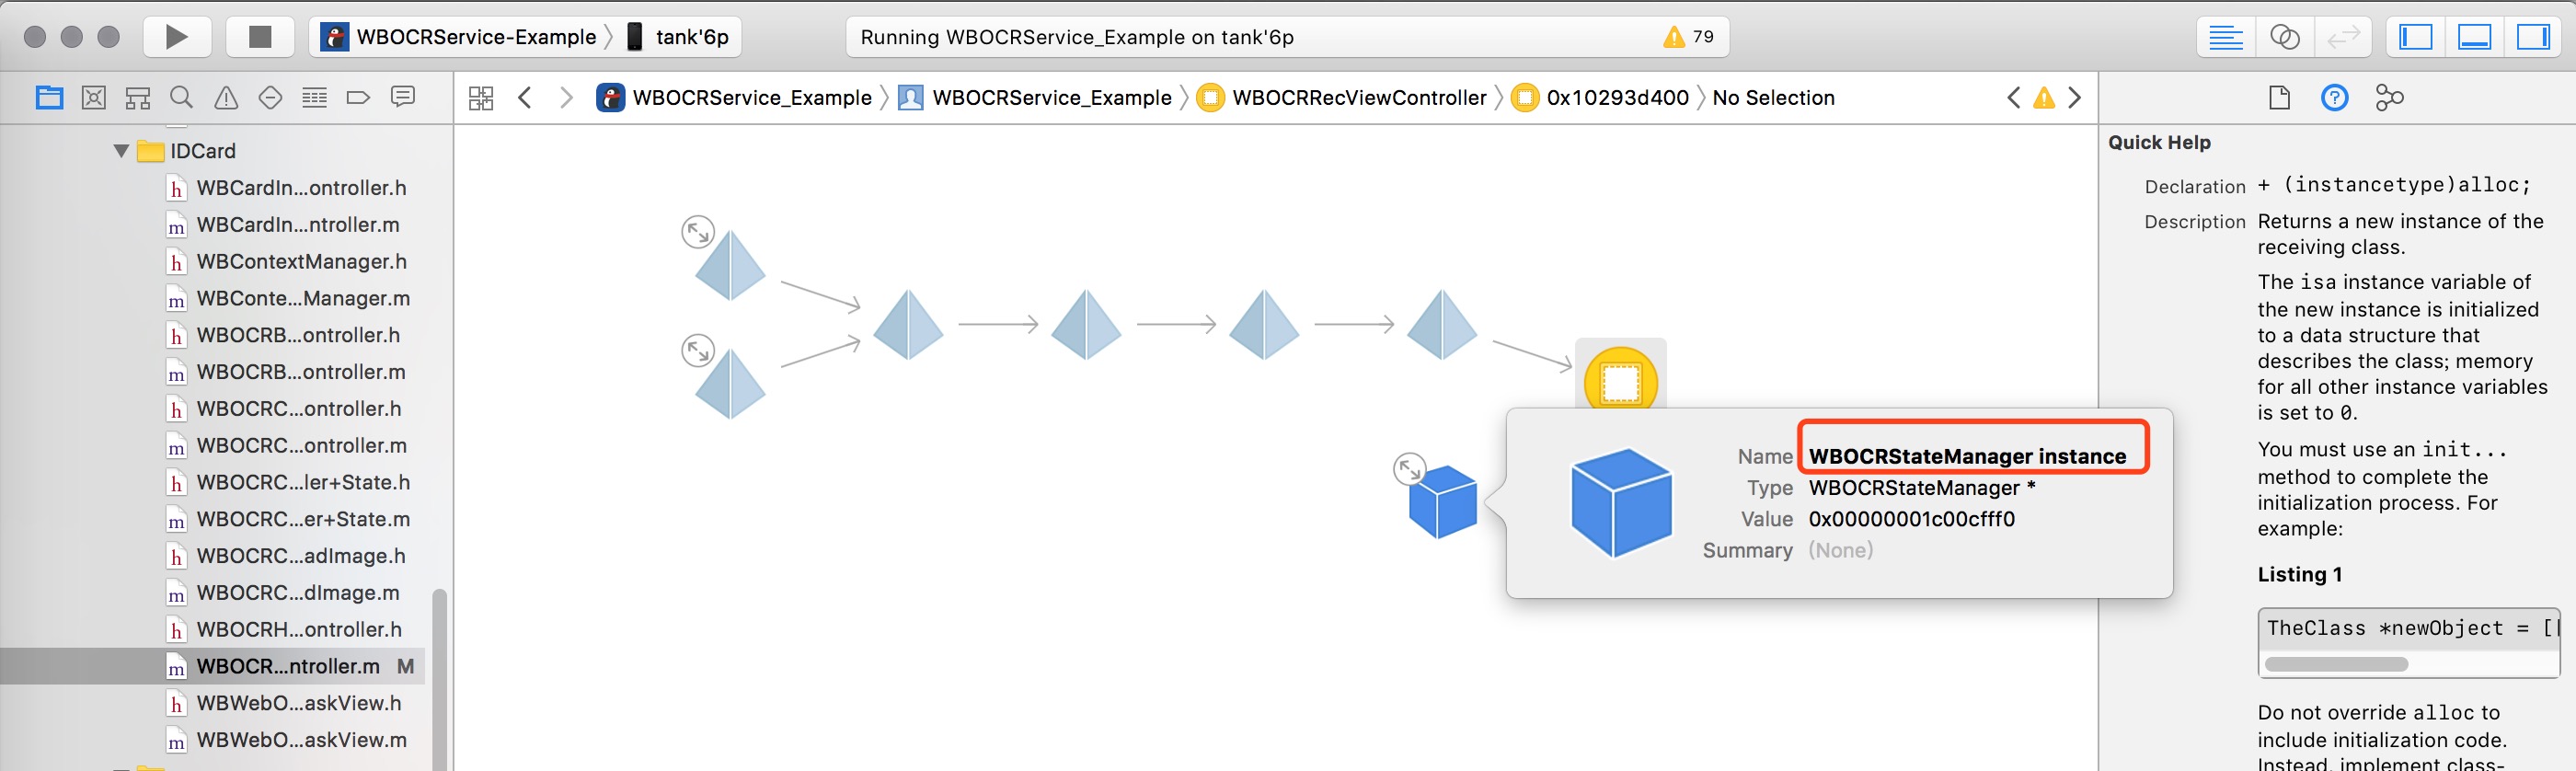 WBOCRService-Example 〉 tank'6p
Running WBOCRService_Example on tank'6p
79
WBOCRService_Example 〉 WBOCRService_Example 〉 WBOCRRecViewController 〉 0x10293d400 〉 No Selection
IDCard
h WBCardIn...ontroller.h
m WBCardIn...ntroller.m
h WBContextManager.h
m WBConte...Manager.m
h WBOCRB...ontroller.h
m WBOCRB...ontroller.m
h WBOCRC...ontroller.h
m WBOCRC...ontroller.m
h WBOCRC...ler+State.h
m WBOCRC...er+State.m
h WBOCRC...adImage.h
m WBOCRC...dImage.m
h WBOCRH...ontroller.h
m WBOCR...ntroller.m M
h WBWebO...askView.h
m WBWebO...askView.m
Name WBOCRStateManager instance
Type WBOCRStateManager *
Value 0x00000001c00cfff0
Summary (None)
Quick Help
Declaration + (instancetype)alloc;
Description Returns a new instance of the
receiving class.
The isa instance variable of
the new instance is initialized
to a data structure that
describes the class; memory
for all other instance variables
is set to 0.
You must use an init...
method to complete the
initialization process. For
example:
Listing 1
TheClass *newObject = [
Do not override alloc to
include initialization code.
Instead, implement class-